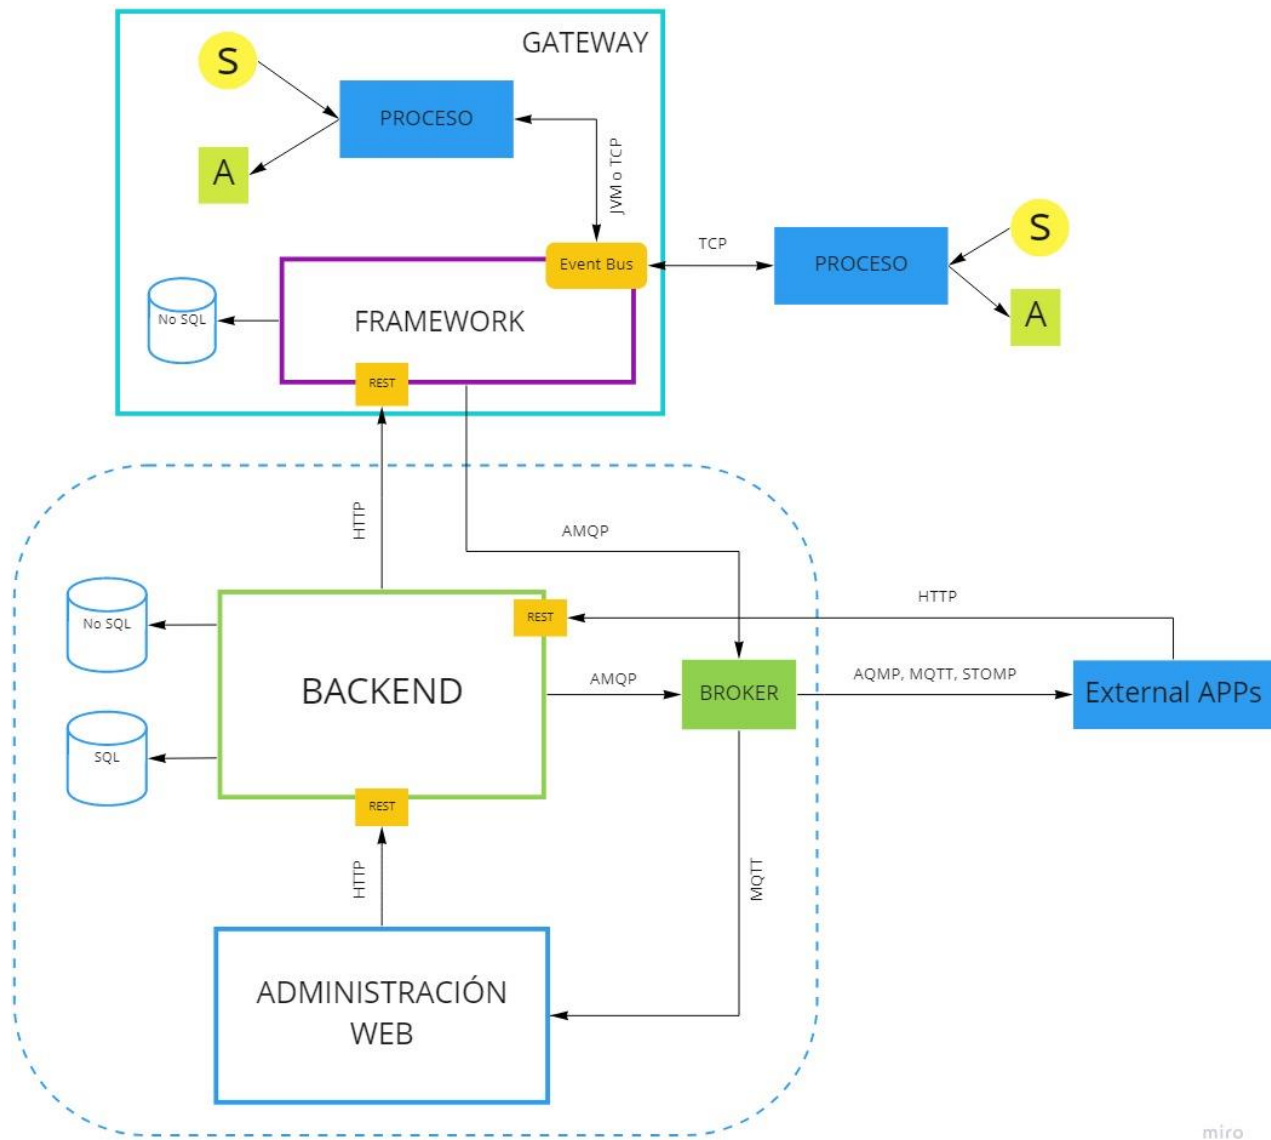 GATEWAY
S
PROCESO
A
JVM o TCP
S
TCP
PROCESO
Event Bus
A
No SQL
FRAMEWORK
REST
HTTP
AMQP
HTTP
No SQL
REST
BACKEND
AMQP
BROKER
AQMP, MQTT, STOMP
External APPs
SQL
REST
HTTP
MQTT
ADMINISTRACIÓN
WEB
miro